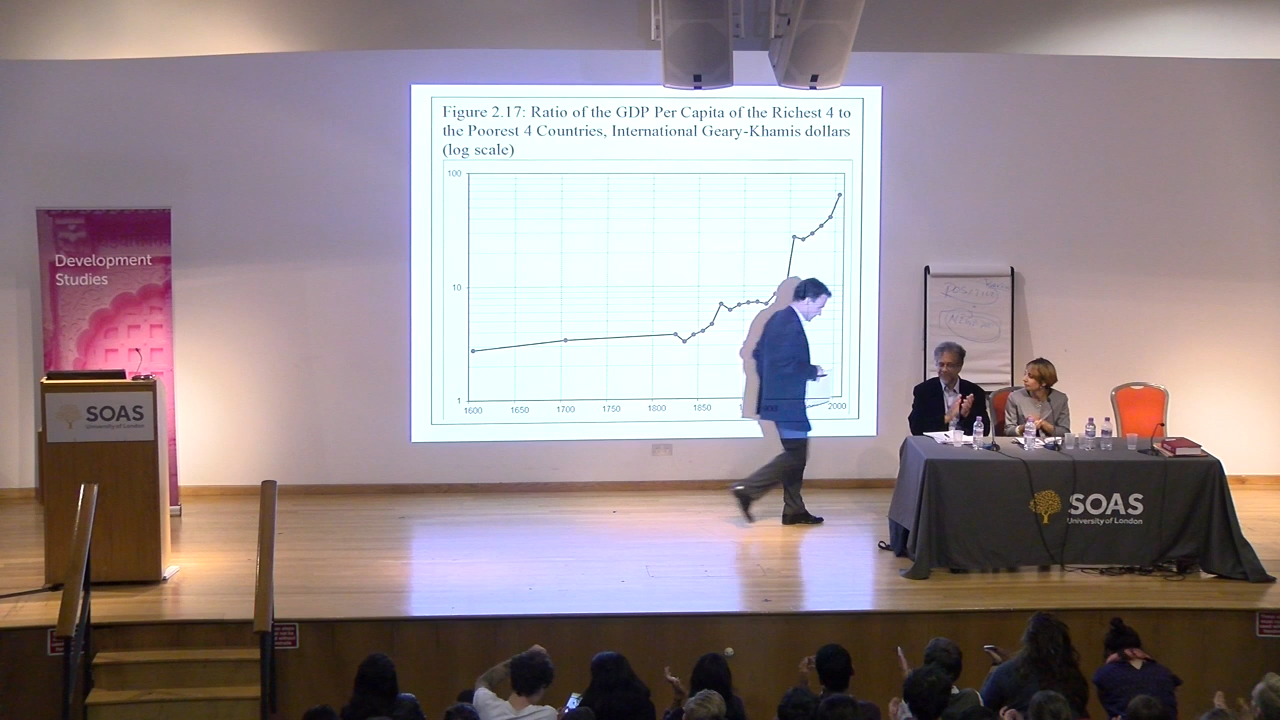 Figure 2.17: Ratio of the GDP Per Capita of the Richest 4 to
the Poorest 4 Countries, International Geary-Khamis dollars
(log scale)
100
10
1
1600 1650 1700 1750 1800 1850 2000
Development
Studies
SOAS
University of London
SOAS
University of London